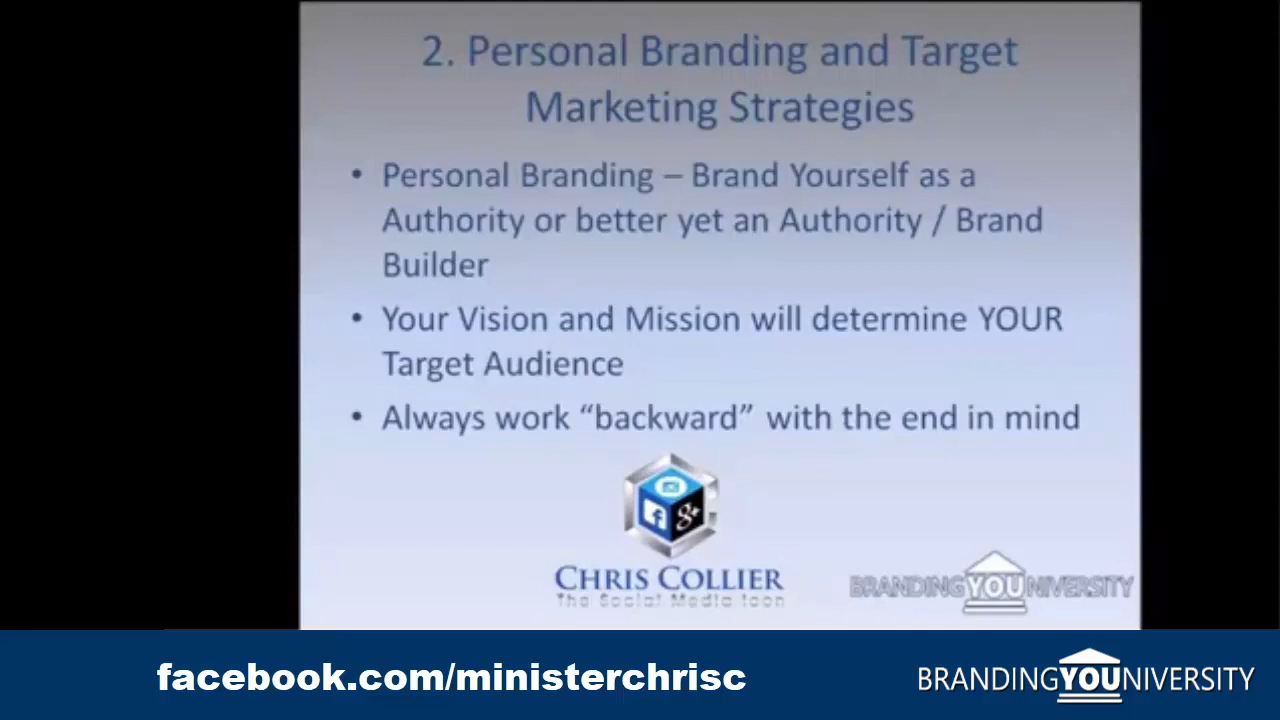 2. Personal Branding and Target
Marketing Strategies
• Personal Branding – Brand Yourself as a
Authority or better yet an Authority / Brand
Builder
• Your Vision and Mission will determine YOUR
Target Audience
• Always work “backward” with the end in mind
f g+
CHRIS COLLIER
The Social Media Icon
BRANDINGYOUNIVERSITY
facebook.com/ministerchrisc
BRANDINGYOUNIVERSITY